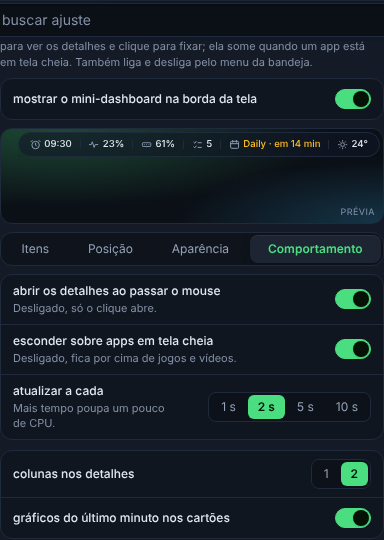 buscar ajuste
para ver os detalhes e clique para fixar; ela some quando um app está
em tela cheia. Também liga e desliga pelo menu da bandeja.
mostrar o mini-dashboard na borda da tela
09:30 23% 61% 5 Daily · em 14 min 24°
PRÉVIA
Itens Posição Aparência Comportamento
abrir os detalhes ao passar o mouse
Desligado, só o clique abre.
esconder sobre apps em tela cheia
Desligado, fica por cima de jogos e vídeos.
atualizar a cada
Mais tempo poupa um pouco
de CPU.
1 s 2 s 5 s 10 s
colunas nos detalhes
1 2
gráficos do último minuto nos cartões